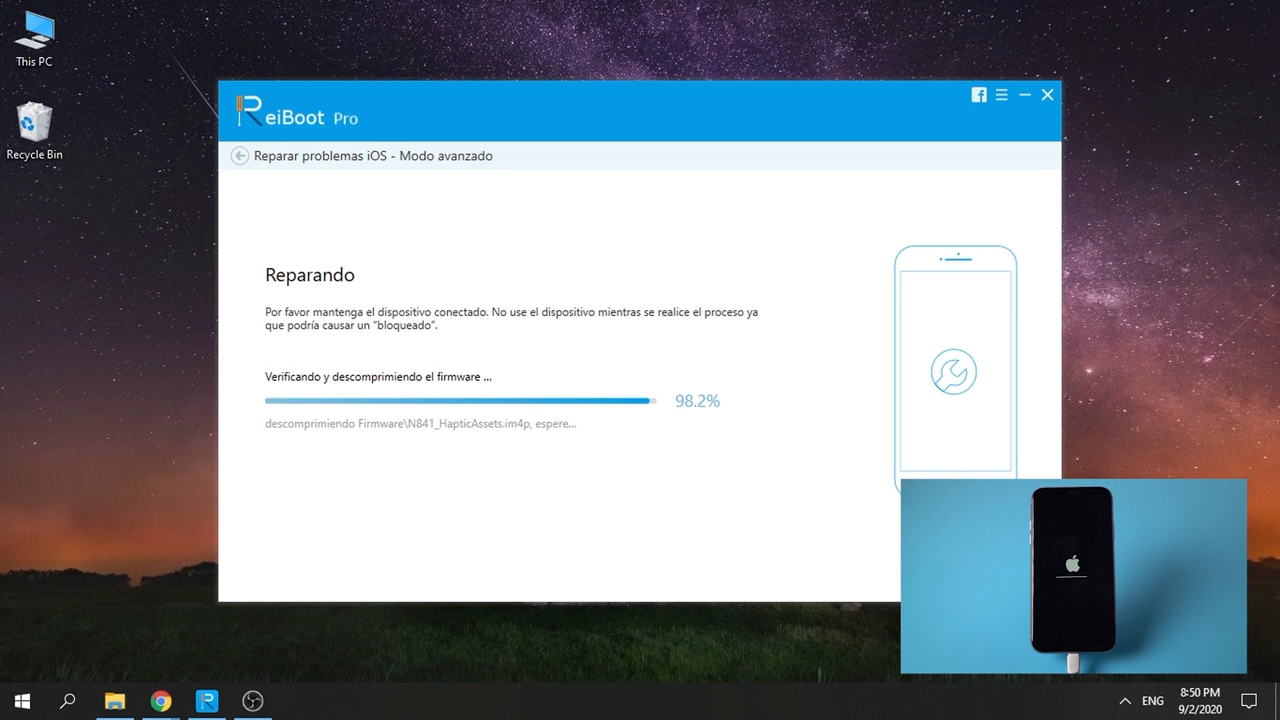 This PC
Recycle Bin
ReiBoot Pro
Reparar problemas iOS - Modo avanzado
Reparando
Por favor mantenga el dispositivo conectado. No use el dispositivo mientras se realice el proceso ya
que podría causar un "bloqueado".
Verificando y descomprimiendo el firmware ...
98.2%
descomprimiendo Firmware\N841_HapticAssets.im4p, espere...
ENG
8:50 PM
9/2/2020